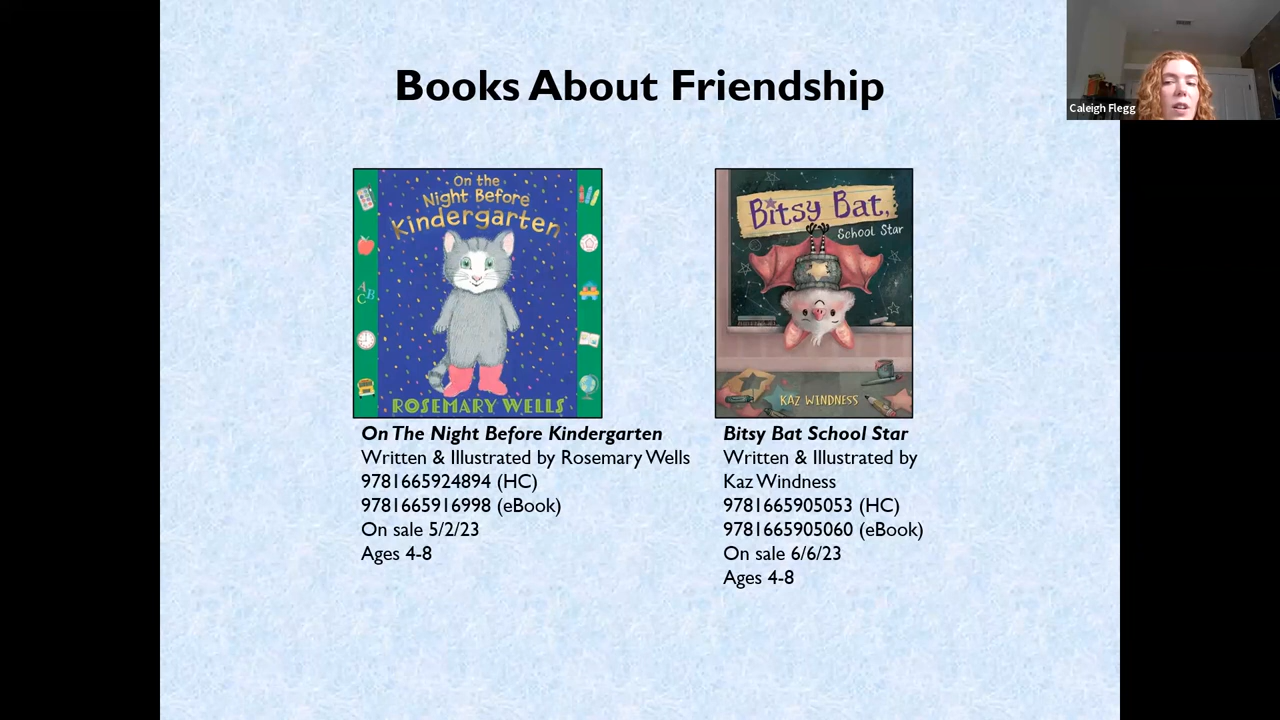 Books About Friendship
Caleigh Flegg
On the
Night Before
Kindergarten
A
B
C
ROSEMARY WELLS
Bitsy Bat,
School Star
KAZ WINDNESS
On The Night Before Kindergarten
Written & Illustrated by Rosemary Wells
9781665924894 (HC)
9781665916998 (eBook)
On sale 5/2/23
Ages 4-8
Bitsy Bat School Star
Written & Illustrated by
Kaz Windness
9781665905053 (HC)
9781665905060 (eBook)
On sale 6/6/23
Ages 4-8